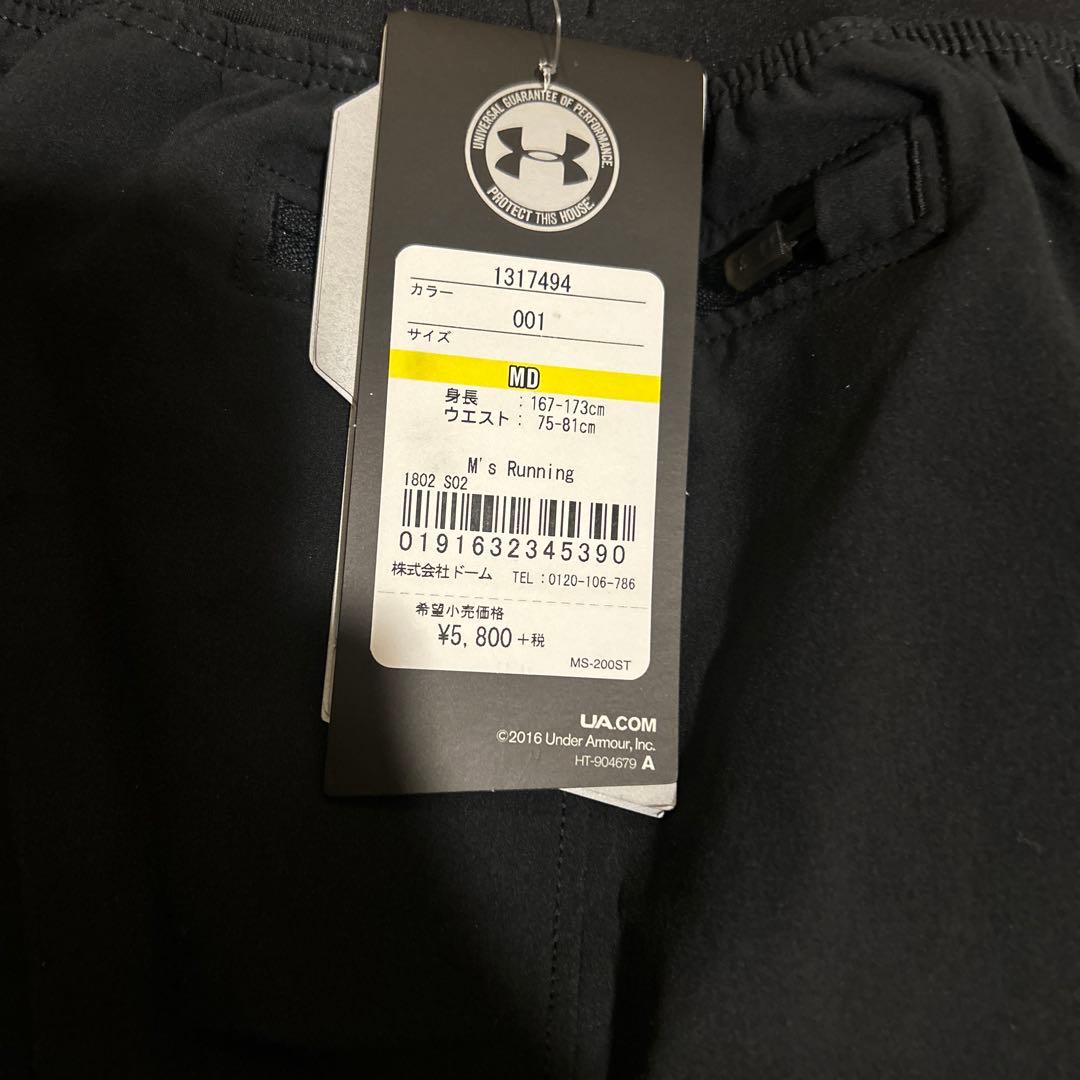 UNIVERSAL GUARANTEE OF PERFORMANCE.
PROTECT THIS HOUSE.
1317494
カラー
001
サイズ
MD
身長 : 167-173cm
ウエスト : 75-81cm
M's Running
1802 S02
0191632345390
株式会社ドーム TEL : 0120-106-786
希望小売価格
¥5,800+税
MS-200ST
UA.COM
©2016 Under Armour, Inc.
HT-904679 A